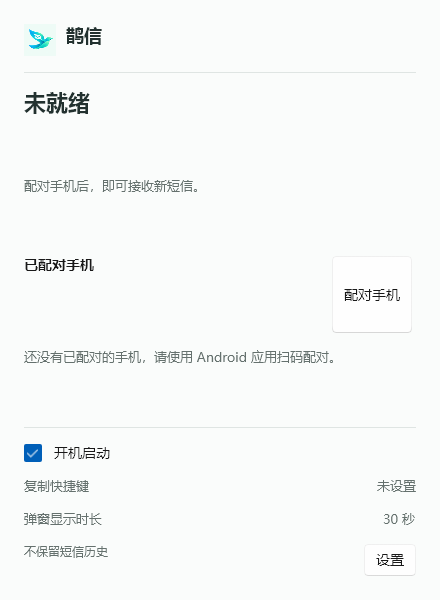 鹊信
未就绪
配对手机后，即可接收新短信。
已配对手机
配对手机
还没有已配对的手机，请使用 Android 应用扫码配对。
开机启动
复制快捷键 未设置
弹窗显示时长 30 秒
不保留短信历史 设置